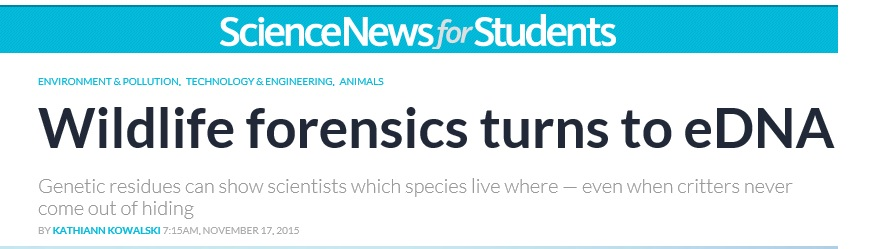 ScienceNews for Students
ENVIRONMENT & POLLUTION, TECHNOLOGY & ENGINEERING, ANIMALS
Wildlife forensics turns to eDNA
Genetic residues can show scientists which species live where — even when critters never
come out of hiding
BY KATHIANN KOWALSKI 7:15AM, NOVEMBER 17, 2015